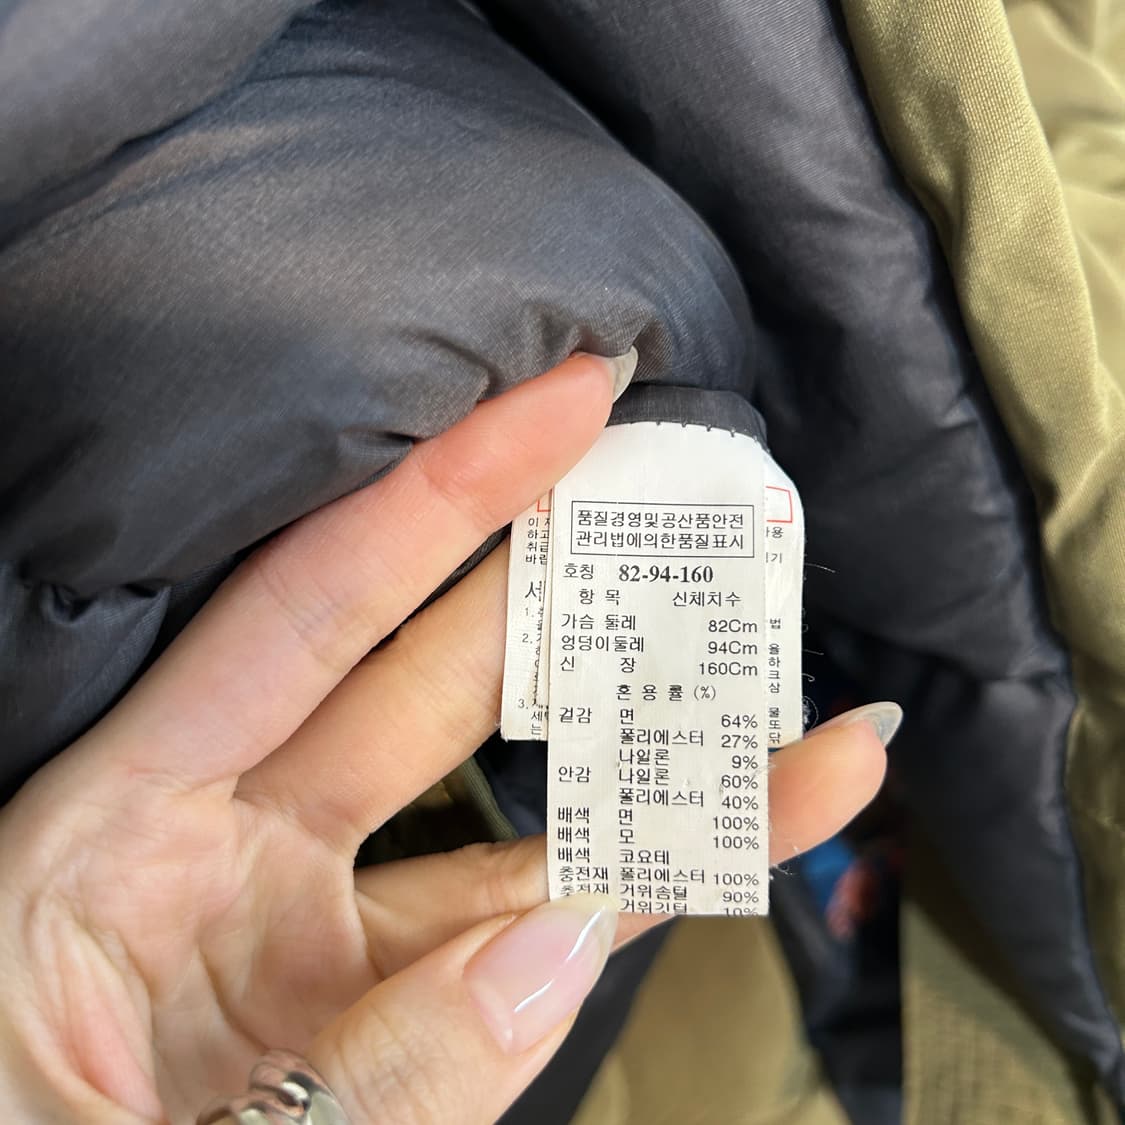 품질경영및공산품안전
관리법에의한품질표시
호칭 82-94-160
항 목 신체치수
가슴 둘레 82Cm
엉덩이둘레 94Cm
신 장 160Cm
혼 용 률 (%)
겉감 면 64%
폴리에스터 27%
나일론 9%
안감 나일론 60%
폴리에스터 40%
배색 면 100%
배색 모 100%
배색 코요테
충전재 폴리에스터 100%
충전재 거위솜털 90%
거위깃털 10%